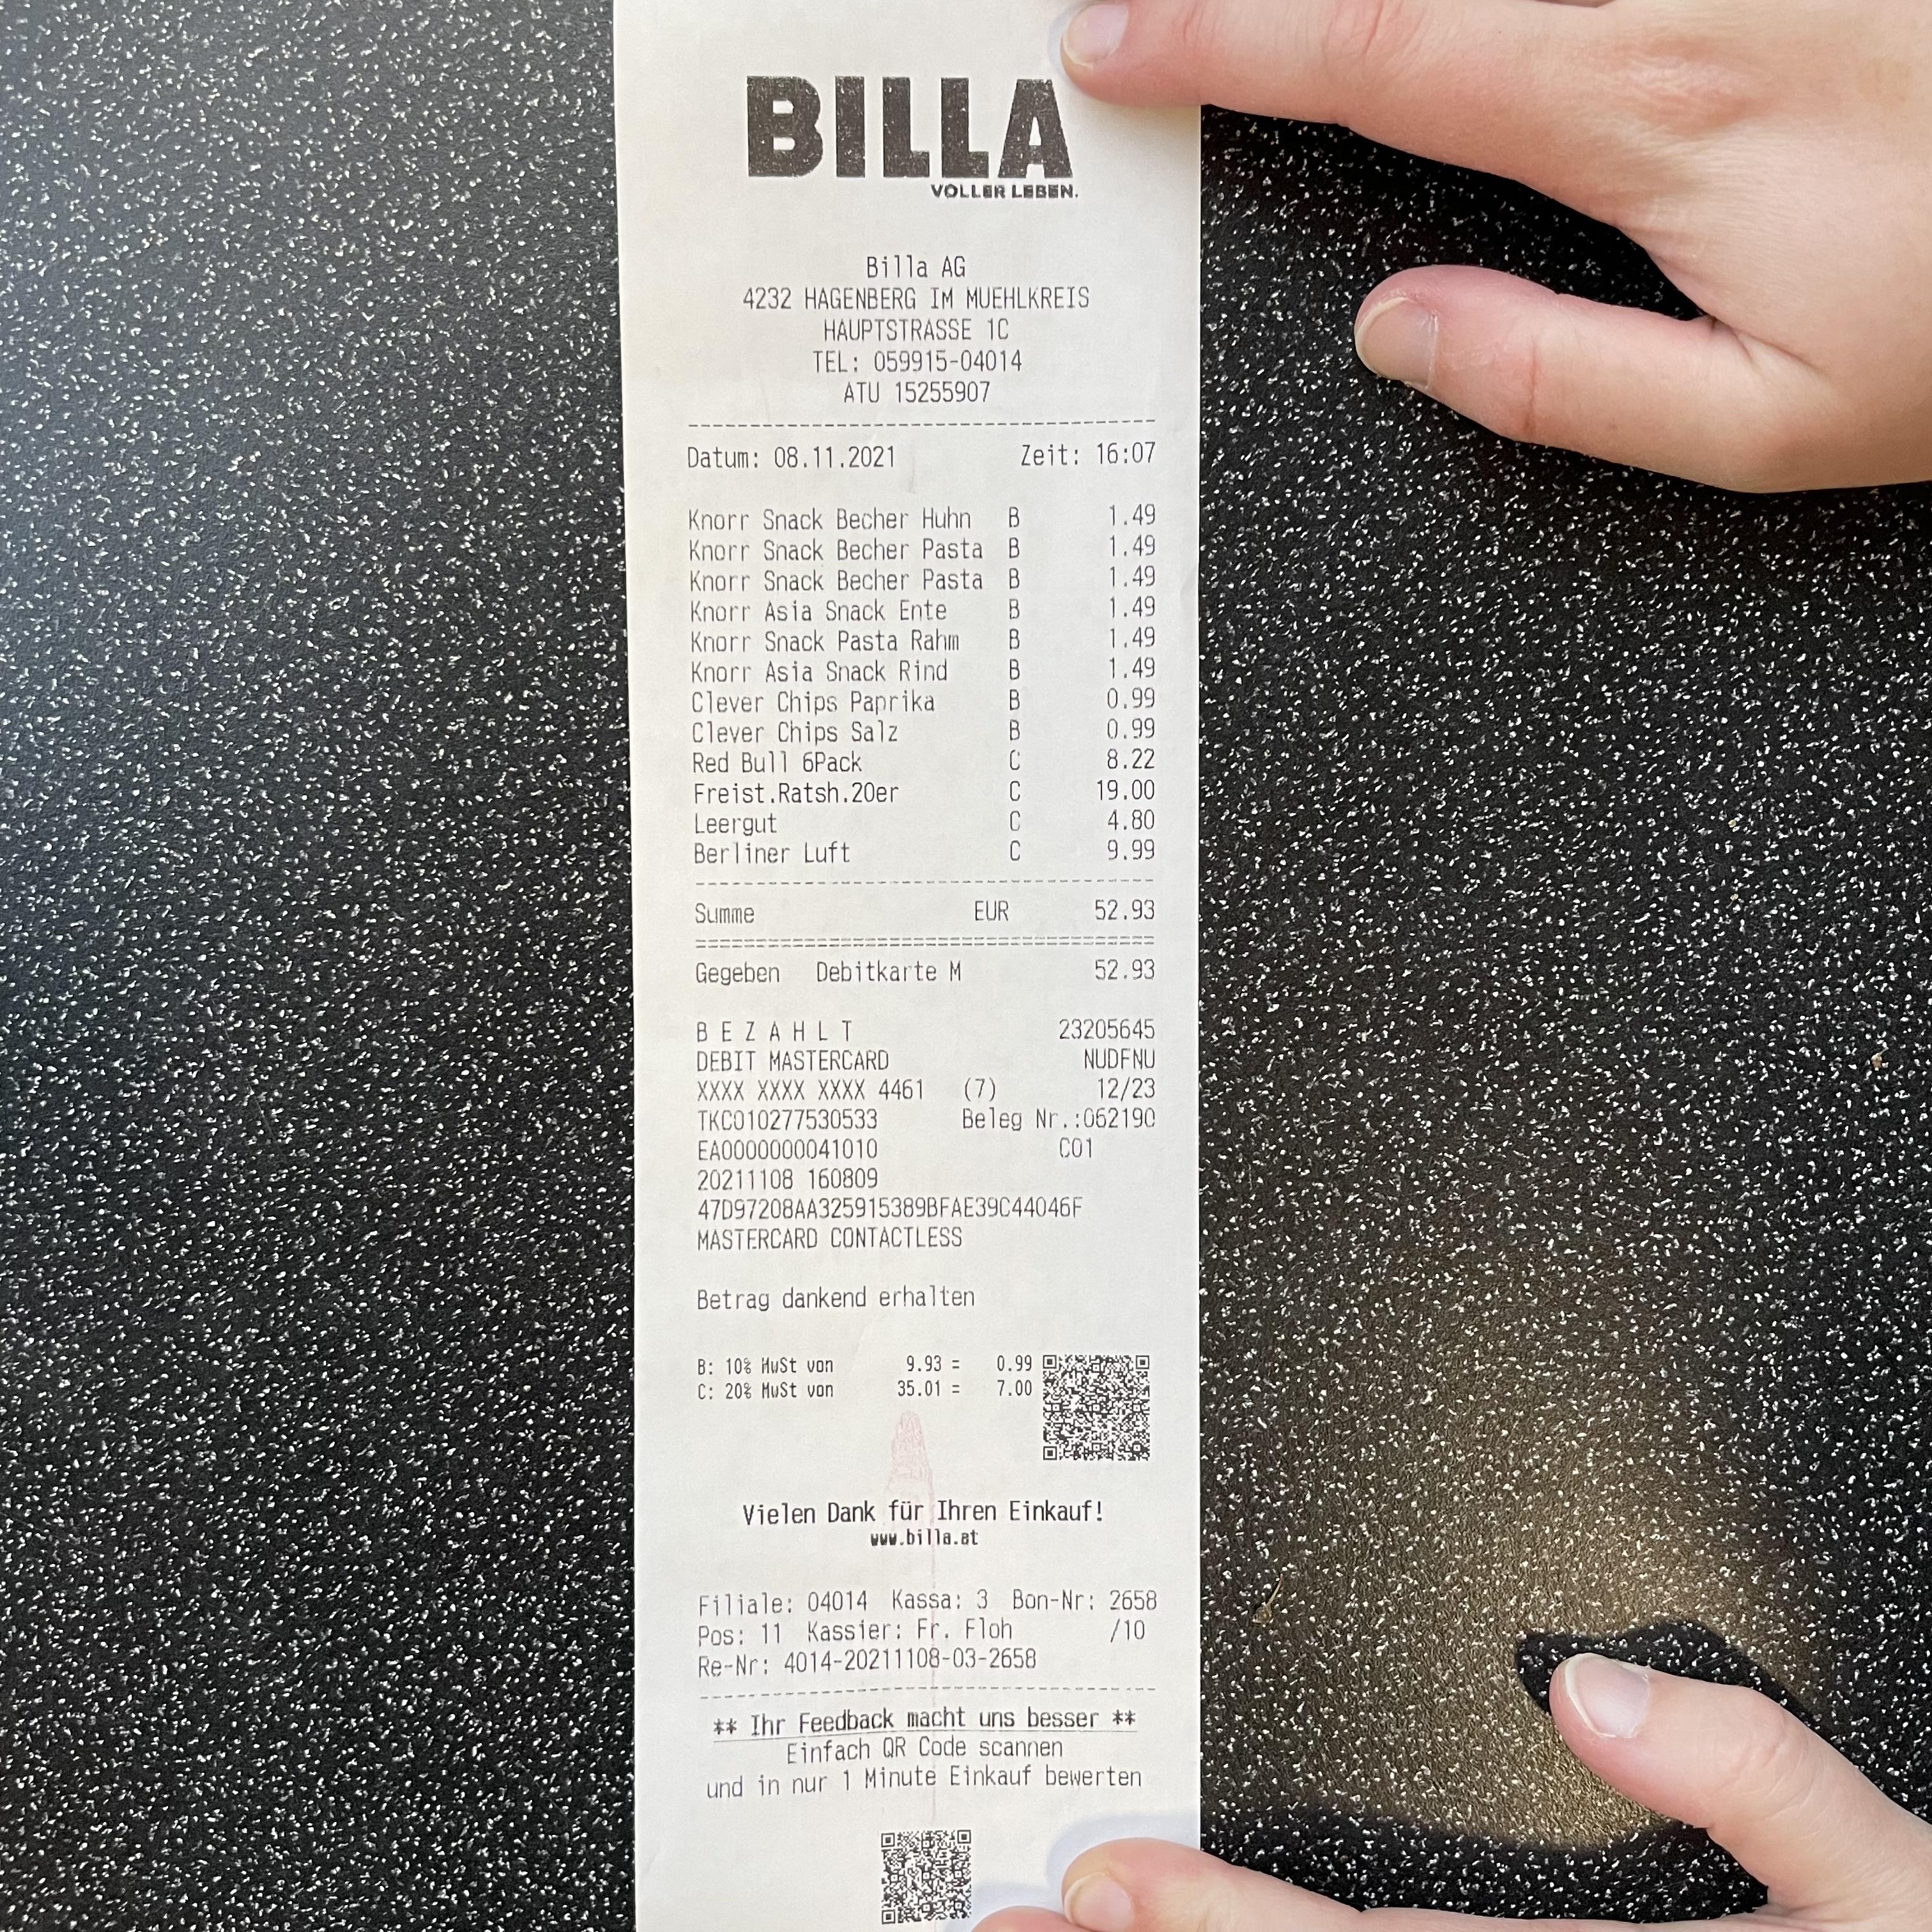 BILLA
VOLLER LEBEN.
Billa AG
4232 HAGENBERG IM MUEHLKREIS
HAUPTSTRASSE 1C
TEL: 059915-04014
ATU 15255907
Datum: 08.11.2021 Zeit: 16:07
Knorr Snack Becher Huhn B 1.49
Knorr Snack Becher Pasta B 1.49
Knorr Snack Becher Pasta B 1.49
Knorr Asia Snack Ente B 1.49
Knorr Snack Pasta Rahm B 1.49
Knorr Asia Snack Rind B 1.49
Clever Chips Paprika B 0.99
Clever Chips Salz B 0.99
Red Bull 6Pack C 8.22
Freist.Ratsh.20er C 19.00
Leergut C 4.80
Berliner Luft C 9.99
Summe EUR 52.93
Gegeben Debitkarte M 52.93
B E Z A H L T 23205645
DEBIT MASTERCARD NUDFNU
XXXX XXXX XXXX 4461 (7) 12/23
TKC010277530533 Beleg Nr.:062190
EA0000000041010 C01
20211108 160809
47D97208AA325915389BFAE39C44046F
MASTERCARD CONTACTLESS
Betrag dankend erhalten
B: 10% MwSt von 9.93 = 0.99
C: 20% MwSt von 35.01 = 7.00
Vielen Dank für Ihren Einkauf!
www.billa.at
Filiale: 04014 Kassa: 3 Bon-Nr: 2658
Pos: 11 Kassier: Fr. Floh /10
Re-Nr: 4014-20211108-03-2658
** Ihr Feedback macht uns besser **
Einfach QR Code scannen
und in nur 1 Minute Einkauf bewerten